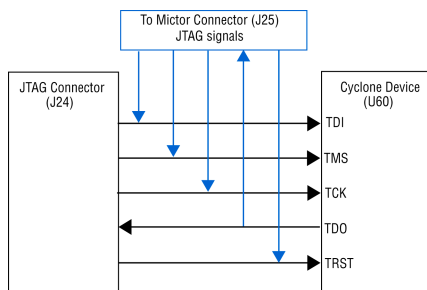 To Mictor Connector (J25)
JTAG signals
JTAG Connector
(J24)
Cyclone Device
(U60)
TDI
TMS
TCK
TDO
TRST